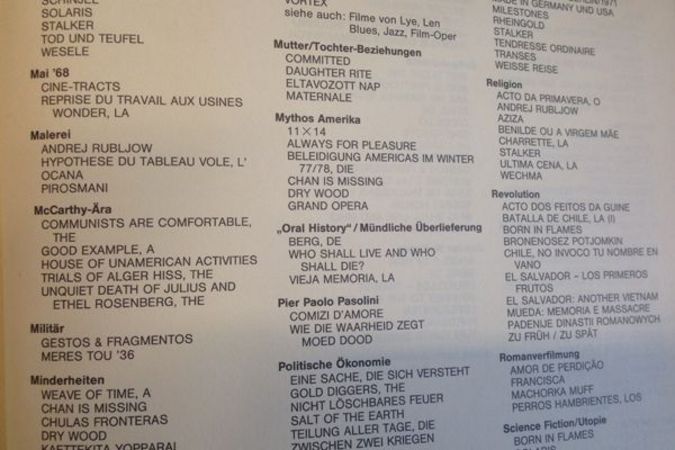 SOLARIS
STALKER
TOD UND TEUFEL
WESELE
Mai '68
CINE-TRACTS
REPRISE DU TRAVAIL AUX USINES
WONDER, LA
Malerei
ANDREJ RUBLJOW
HYPOTHESE DU TABLEAU VOLE, L'
OCANA
PIROSMANI
McCarthy-Ära
COMMUNISTS ARE COMFORTABLE,
THE
GOOD EXAMPLE, A
HOUSE OF UNAMERICAN ACTIVITIES
TRIALS OF ALGER HISS, THE
UNQUIET DEATH OF JULIUS AND
ETHEL ROSENBERG, THE
Militär
GESTOS & FRAGMENTOS
MERES TOU '36
Minderheiten
WEAVE OF TIME, A
CHAN IS MISSING
CHULAS FRONTERAS
DRY WOOD
VORTEX
siehe auch: Filme von Lye, Len
Blues, Jazz, Film-Oper
Mutter/Tochter-Beziehungen
COMMITTED
DAUGHTER RITE
ELTAVOZOTT NAP
MATERNALE
Mythos Amerika
11 × 14
ALWAYS FOR PLEASURE
BELEIDIGUNG AMERICAS IM WINTER
77/78, DIE
CHAN IS MISSING
DRY WOOD
GRAND OPERA
„Oral History"/Mündliche Überlieferung
BERG, DE
WHO SHALL LIVE AND WHO
SHALL DIE?
VIEJA MEMORIA, LA
Pier Paolo Pasolini
COMIZI D'AMORE
WIE DIE WAARHEID ZEGT
MOED DOOD
Politische Ökonomie
EINE SACHE, DIE SICH VERSTEHT
GOLD DIGGERS, THE
NICHT LÖSCHBARES FEUER
SALT OF THE EARTH
TEILUNG ALLER TAGE, DIE
ZWISCHEN ZWEI KRIEGEN
MADE IN GERMANY UND USA
MILESTONES
RHEINGOLD
STALKER
TENDRESSE ORDINAIRE
TRANSES
WEISSE REISE
Religion
ACTO DA PRIMAVERA, O
ANDREJ RUBLJOW
AZIZA
BENILDE OU A VIRGEM MÃE
CHARRETTE, LA
STALKER
ULTIMA CENA, LA
WECHMA
Revolution
ACTO DOS FEITOS DA GUINE
BATALLA DE CHILE, LA (I)
BORN IN FLAMES
BRONENOSEZ POTJOMKIN
CHILE, NO INVOCO TU NOMBRE EN
VANO
EL SALVADOR – LOS PRIMEROS
FRUTOS
EL SALVADOR: ANOTHER VIETNAM
MUEDA: MEMORIA E MASSACRE
PADENIJE DINASTII ROMANOWYCH
ZU FRÜH / ZU SPÄT
Romanverfilmung
AMOR DE PERDIÇÃO
FRANCISCA
MACHORKA MUFF
PERROS HAMBRIENTES, LOS
Science Fiction/Utopie
BORN IN FLAMES